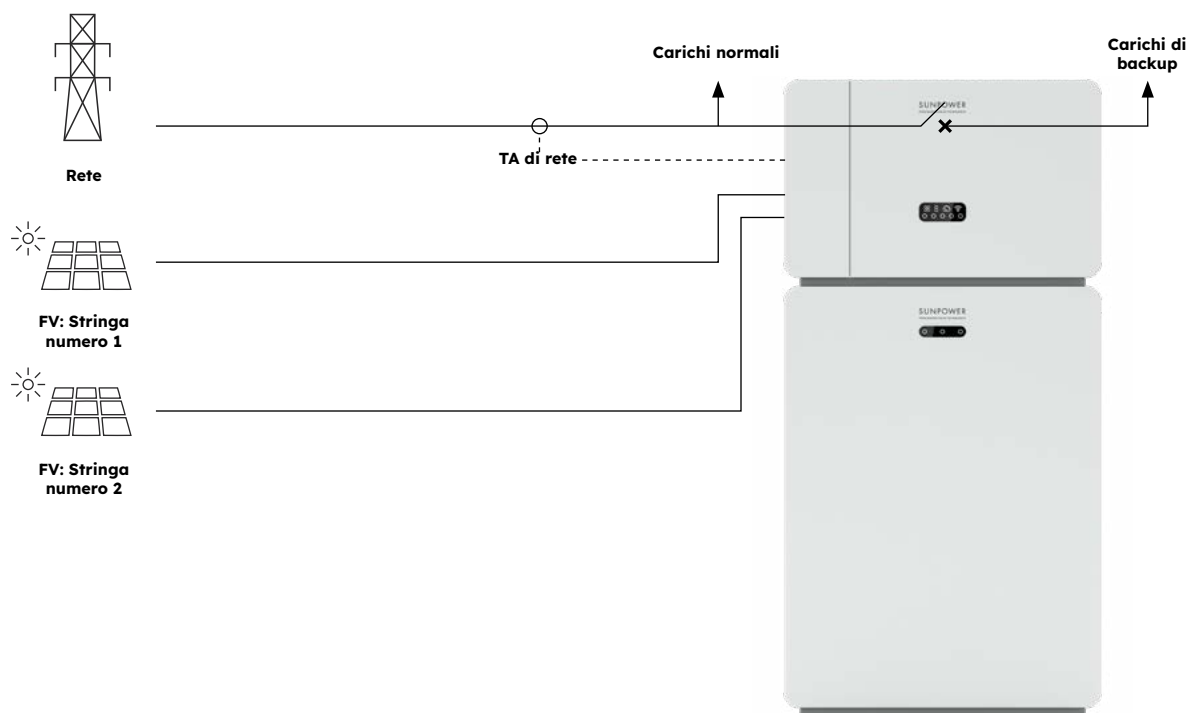 Carichi normali
Carichi di
backup
SUNPOWER
TA di rete
Rete
FV: Stringa
numero 1
SUNPOWER
FV: Stringa
numero 2